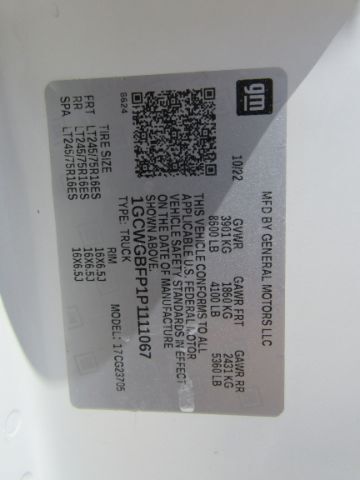 gm
MFD BY GENERAL MOTORS LLC
10/22
GVWR GAWR FRT GAWR RR
3901 KG 1860 KG 2431 KG
8600 LB 4100 LB 5360 LB
THIS VEHICLE CONFORMS TO ALL
APPLICABLE U.S. FEDERAL MOTOR
VEHICLE SAFETY STANDARDS IN EFFECT
ON THE DATE OF MANUFACTURE
SHOWN ABOVE.
1GCWGBFP1P1111067
TYPE: TRUCK MODEL: 17CG23705
G624
TIRE SIZE RIM
FRT LT245/75R16ES 16X6.5J
RR LT245/75R16ES 16X6.5J
SPA LT245/75R16ES 16X6.5J